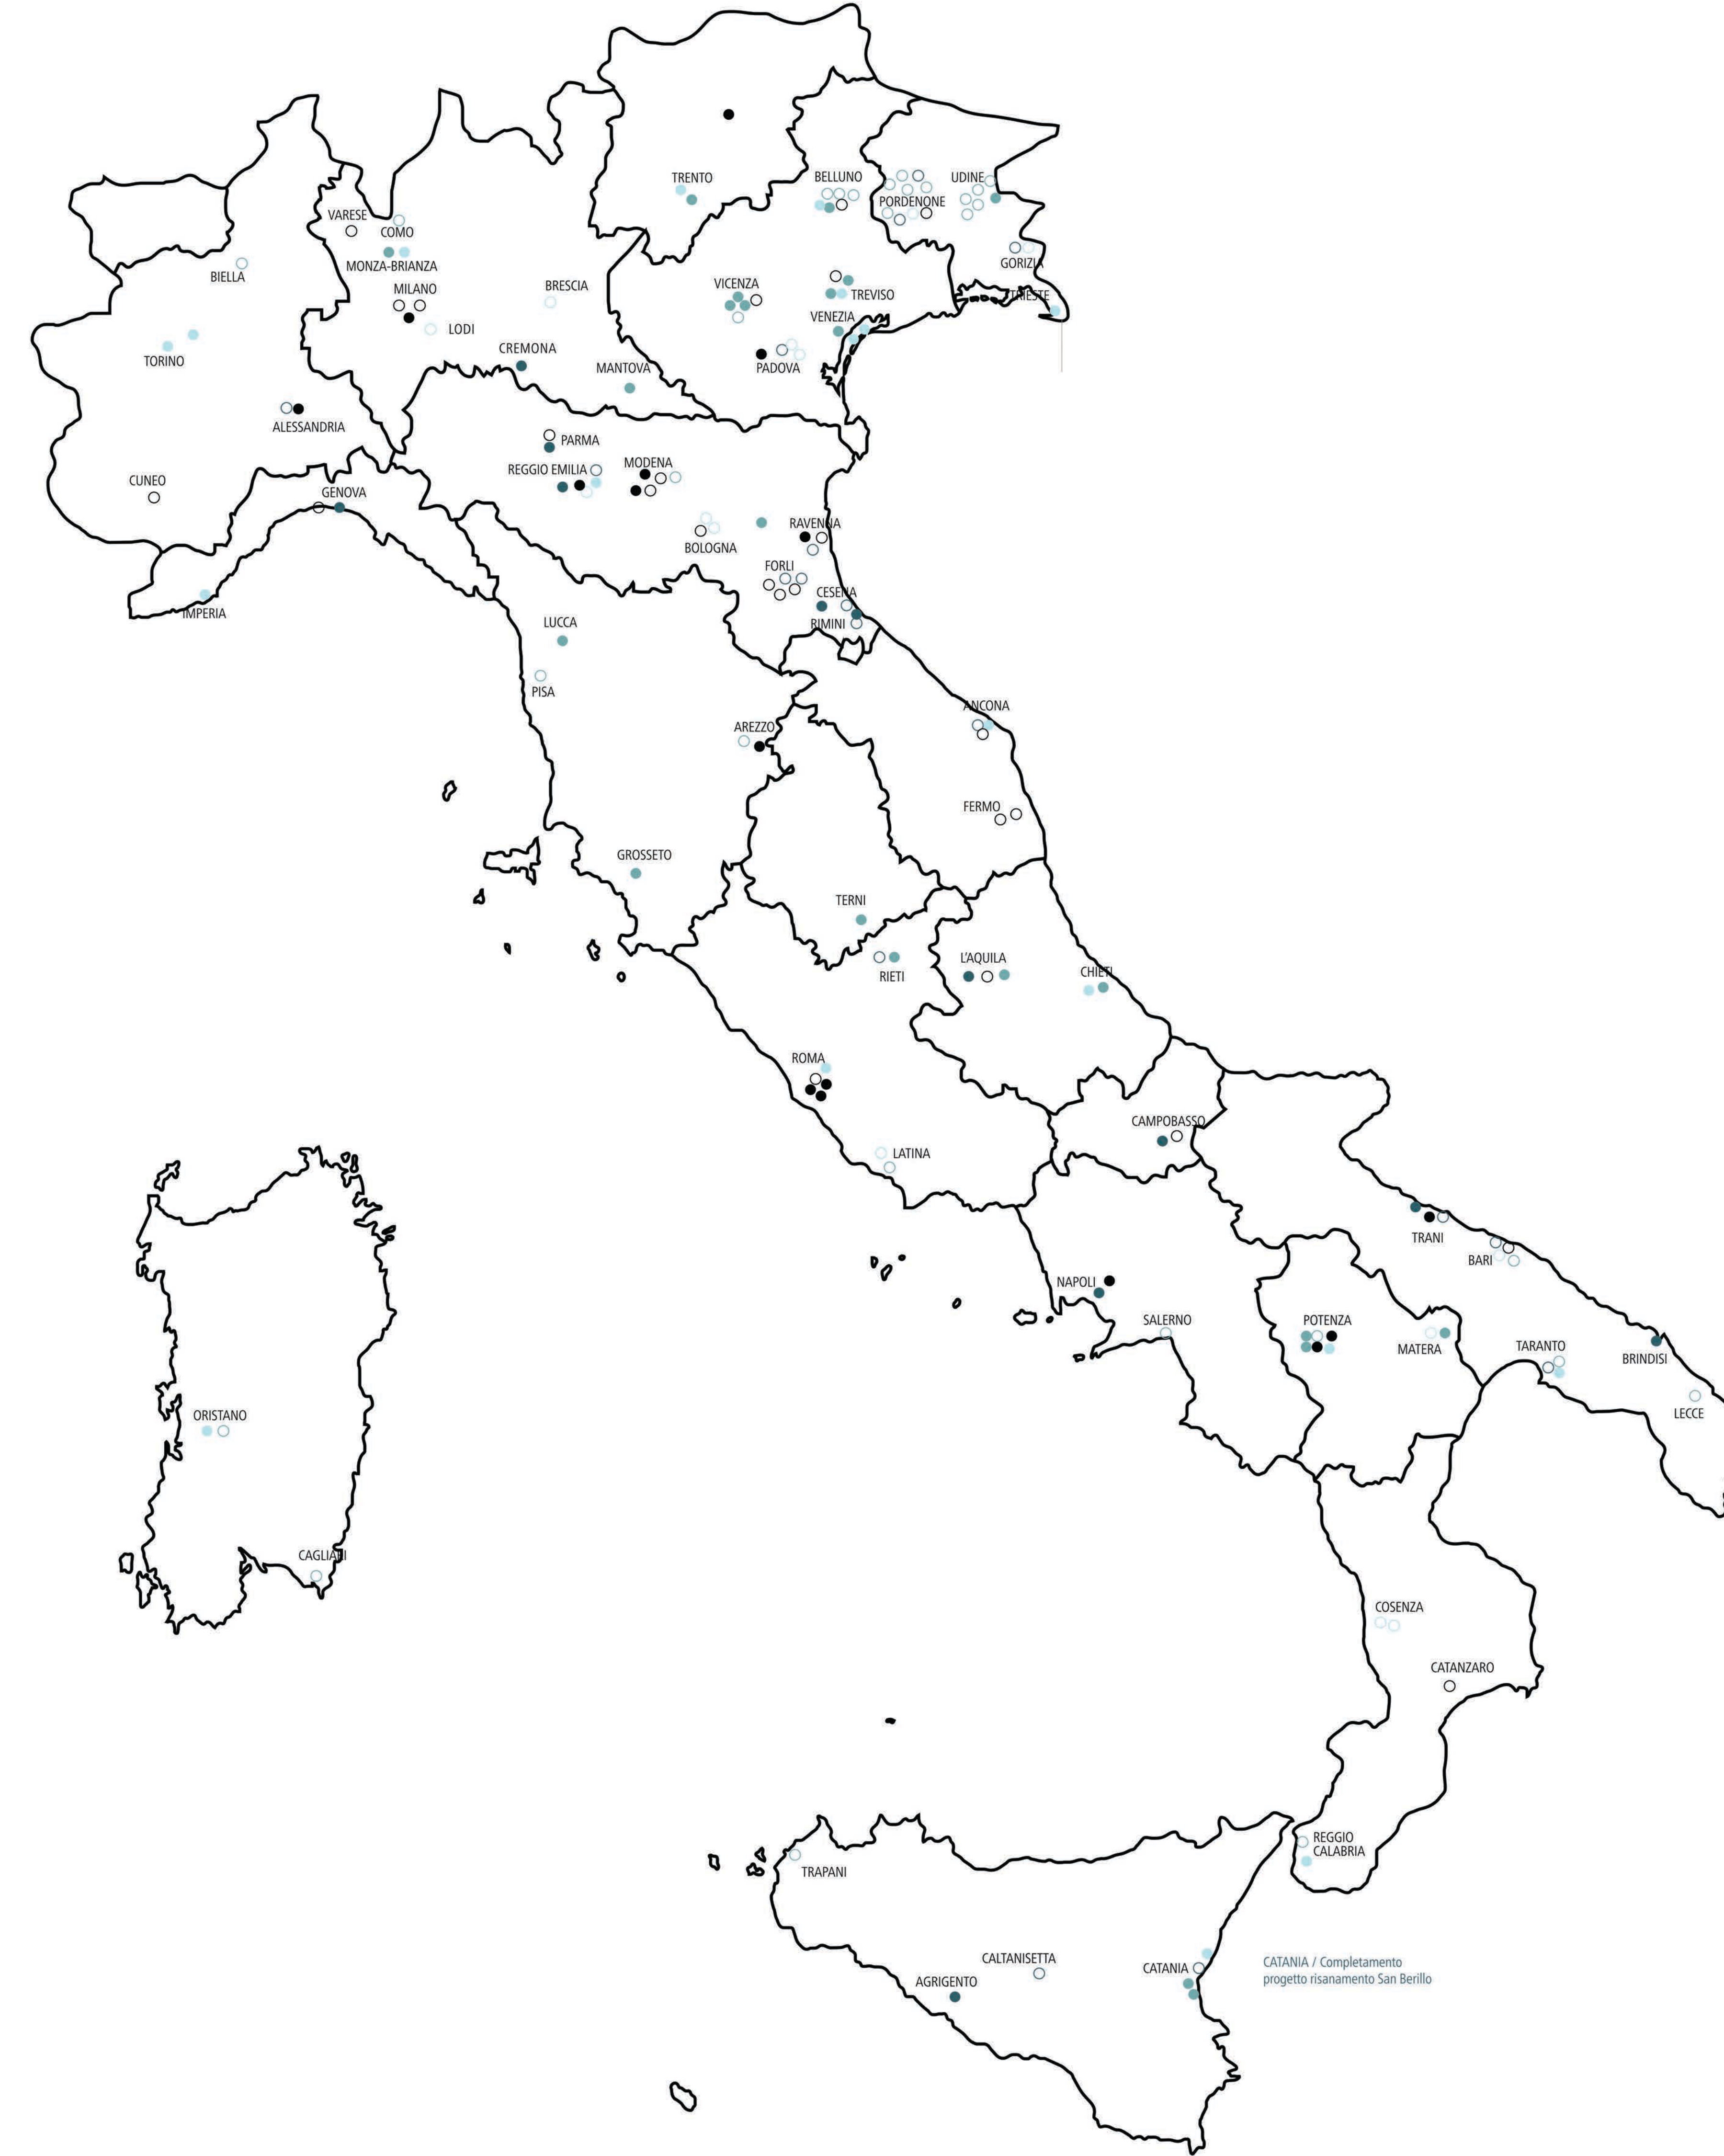 TRENTO
BELLUNO
UDINE
PORDENONE
VARESE
COMO
GORIZIA
MONZA-BRIANZA
BIELLA
VICENZA
BRESCIA
MILANO
TREVISO
TRIESTE
VENEZIA
LODI
CREMONA
TORINO
MANTOVA
PADOVA
ALESSANDRIA
PARMA
MODENA
REGGIO EMILIA
CUNEO
GENOVA
RAVENNA
BOLOGNA
FORLI
CESENA
IMPERIA
LUCCA
RIMINI
PISA
ANCONA
AREZZO
FERMO
GROSSETO
TERNI
L'AQUILA
CHIETI
RIETI
ROMA
CAMPOBASSO
LATINA
TRANI
BARI
NAPOLI
SALERNO
POTENZA
MATERA
TARANTO
BRINDISI
LECCE
ORISTANO
CAGLIARI
COSENZA
CATANZARO
REGGIO
CALABRIA
TRAPANI
CALTANISETTA
CATANIA
AGRIGENTO
CATANIA / Completamento
progetto risanamento San Berillo